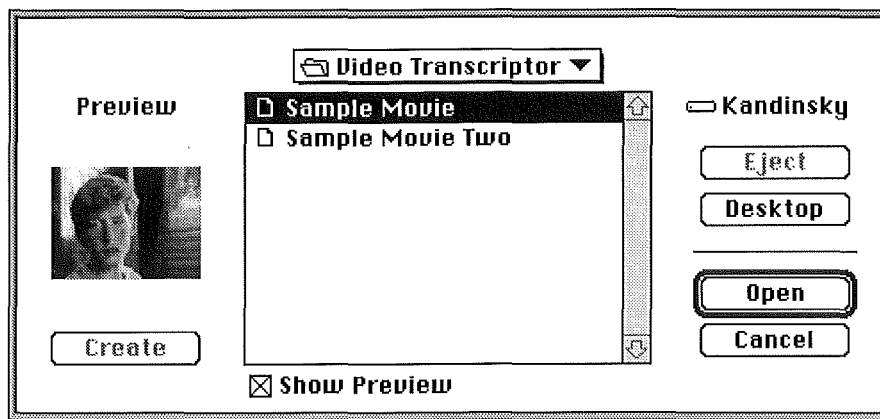 Video Transcriptor
Preview
Sample Movie
Sample Movie Two
Kandinsky
Eject
Desktop
Open
Create
Cancel
Show Preview